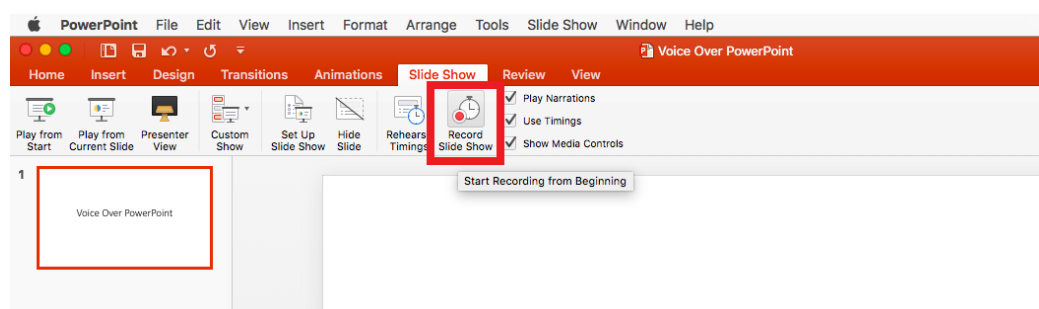 PowerPoint File Edit View Insert Format Arrange Tools Slide Show Window Help
Voice Over PowerPoint
Home Insert Design Transitions Animations Slide Show Review View
Play from Start
Play from Current Slide
Presenter View
Custom Show
Set Up Slide Show
Hide Slide
Rehears Timings
Record Slide Show
Play Narrations
Use Timings
Show Media Controls
Start Recording from Beginning
1
Voice Over PowerPoint